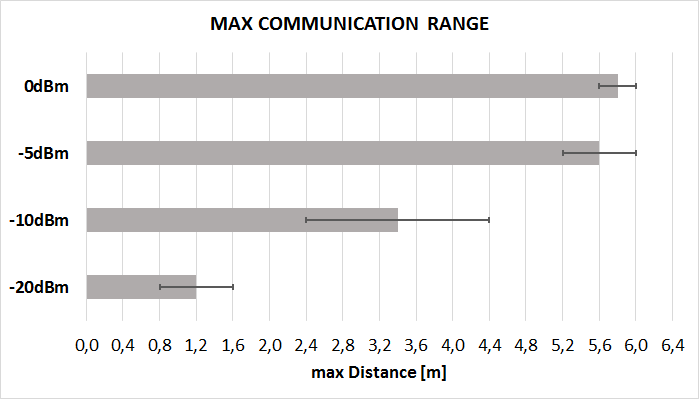 MAX COMMUNICATION RANGE
0dBm
-5dBm
-10dBm
-20dBm
0,0 0,4 0,8 1,2 1,6 2,0 2,4 2,8 3,2 3,6 4,0 4,4 4,8 5,2 5,6 6,0 6,4
max Distance [m]